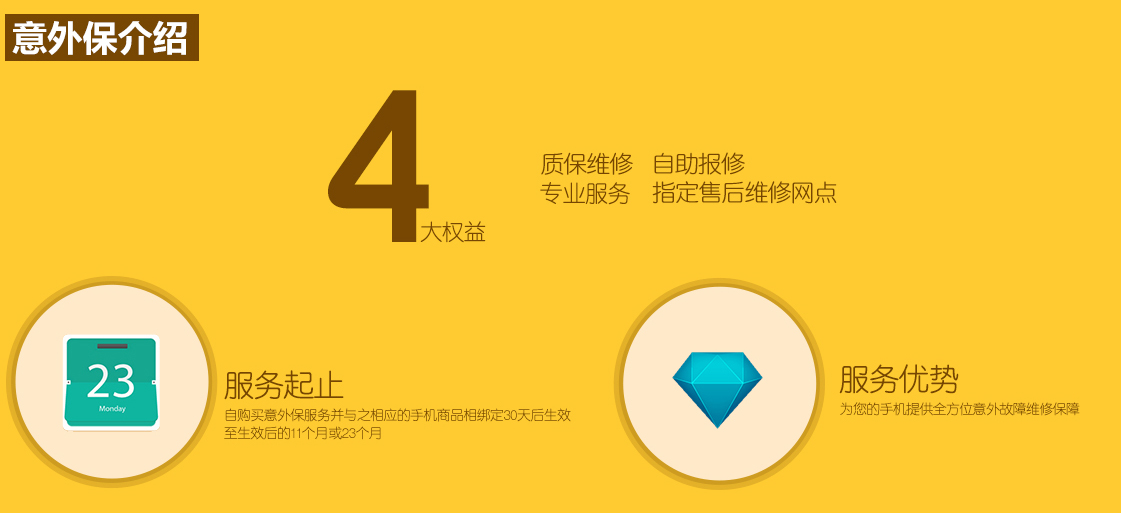 意外保介绍
4
大权益
质保维修 自助报修
专业服务 指定售后维修网点
23
Monday
服务起止
自购买意外保服务并与之相应的手机商品相绑定30天后生效
至生效后的11个月或23个月
服务优势
为您的手机提供全方位意外故障维修保障